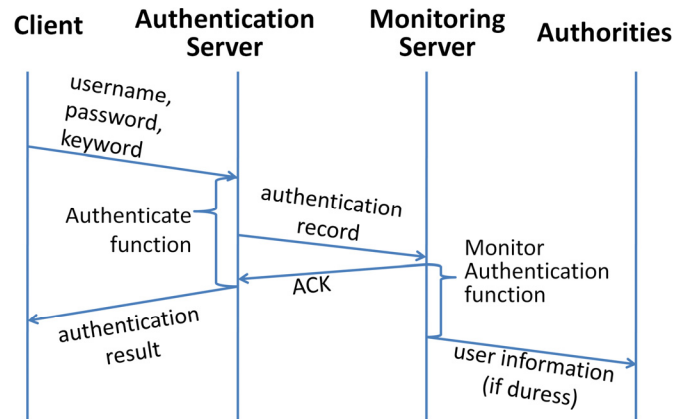 Client
Authentication
Server
Monitoring
Server
Authorities
username,
password,
keyword
Authenticate
function
authentication
record
Monitor
Authentication
function
ACK
authentication
result
user information
(if duress)